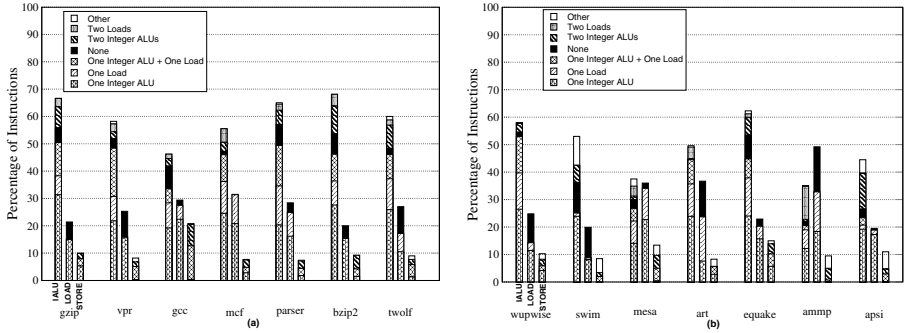 100
90
80
70
60
50
40
30
20
10
0
Percentage of Instructions
Other
Two Loads
Two Integer ALUs
None
One Integer ALU + One Load
One Load
One Integer ALU
IALU
LOAD
STORE
gzip vpr gcc mcf parser bzip2 twolf
(a)
100
90
80
70
60
50
40
30
20
10
0
Percentage of Instructions
Other
Two Loads
Two Integer ALUs
None
One Integer ALU + One Load
One Load
One Integer ALU
IALU
LOAD
STORE
wupwise swim mesa art equake ammp apsi
(b)